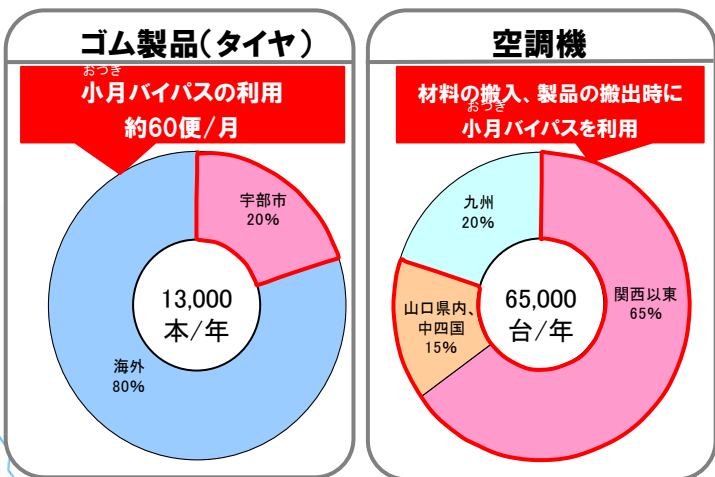 ゴム製品(タイヤ)
おつき
小月バイパスの利用
約60便/月
宇部市
20%
13,000
本/年
海外
80%
空調機
材料の搬入、製品の搬出時に
おつき
小月バイパスを利用
九州
20%
65,000
台/年
関西以東
65%
山口県内、
中四国
15%